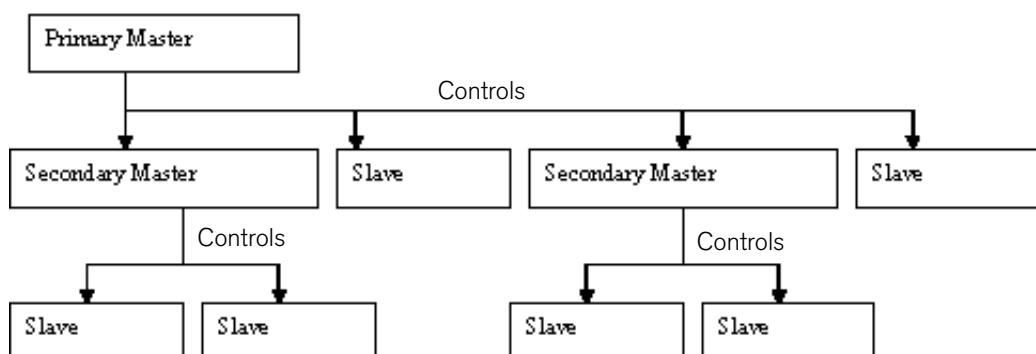 Primary Master
Controls
Secondary Master
Slave
Secondary Master
Slave
Controls
Controls
Slave
Slave
Slave
Slave